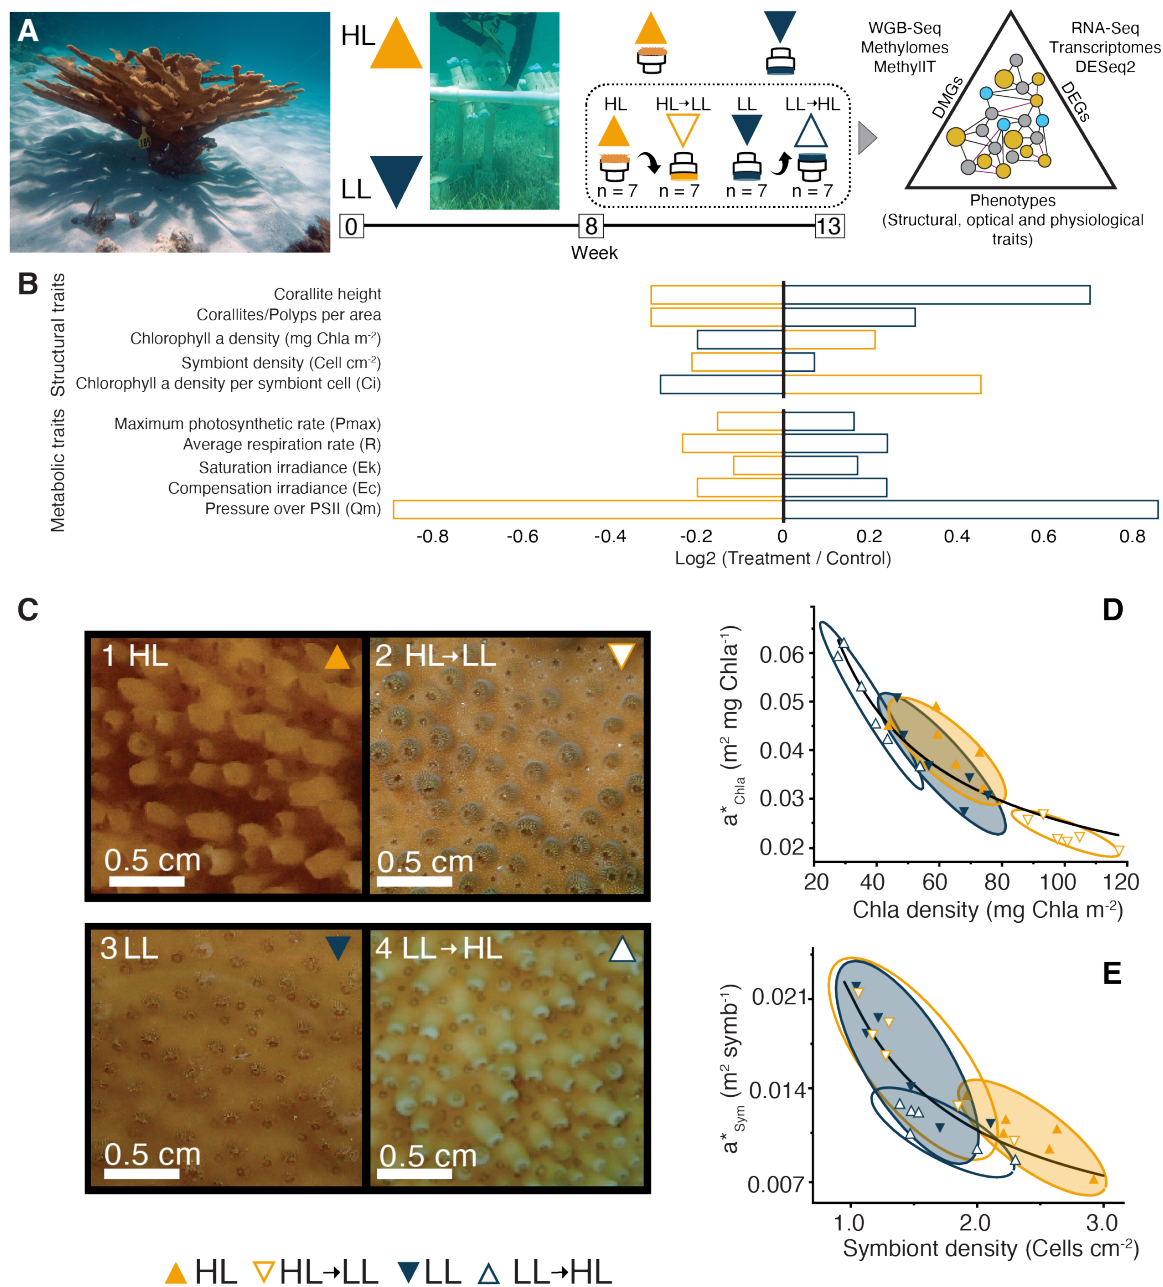 A
HL
LL
0
8
13
Week
HL
HL→LL
LL
LL→HL
n = 7
n = 7
n = 7
n = 7
WGB-Seq
Methylomes
MethylIT
RNA-Seq
Transcriptomes
DESeq2
DMGs
DEGs
Phenotypes
(Structural, optical and physiological
traits)
B
Structural traits
Corallite height
Corallites/Polyps per area
Chlorophyll a density (mg Chla m⁻²)
Symbiont density (Cell cm⁻²)
Chlorophyll a density per symbiont cell (Ci)
Metabolic traits
Maximum photosynthetic rate (Pmax)
Average respiration rate (R)
Saturation irradiance (Ek)
Compensation irradiance (Ec)
Pressure over PSII (Qm)
-0.8 -0.6 -0.4 -0.2 0 0.2 0.4 0.6 0.8
Log2 (Treatment / Control)
C
1 HL
0.5 cm
2 HL→LL
0.5 cm
3 LL
0.5 cm
4 LL→HL
0.5 cm
D
a*Chla (m² mg Chla⁻¹)
0.06
0.05
0.04
0.03
0.02
20 40 60 80 100 120
Chla density (mg Chla m⁻²)
E
a*Sym (m² symb⁻¹)
0.021
0.014
0.007
1.0 2.0 3.0
Symbiont density (Cells cm⁻²)
HL HL→LL LL LL→HL